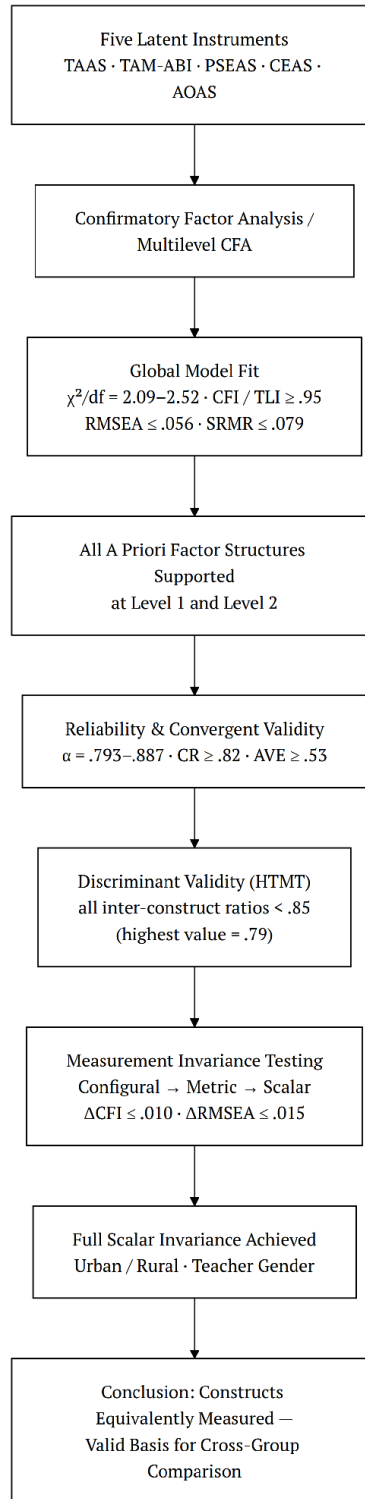 Five Latent Instruments
TAAS · TAM-ABI · PSEAS · CEAS ·
AOAS
Confirmatory Factor Analysis /
Multilevel CFA
Global Model Fit
χ²/df = 2.09–2.52 · CFI / TLI ≥ .95
RMSEA ≤ .056 · SRMR ≤ .079
All A Priori Factor Structures
Supported
at Level 1 and Level 2
Reliability & Convergent Validity
α = .793–.887 · CR ≥ .82 · AVE ≥ .53
Discriminant Validity (HTMT)
all inter-construct ratios < .85
(highest value = .79)
Measurement Invariance Testing
Configural → Metric → Scalar
ΔCFI ≤ .010 · ΔRMSEA ≤ .015
Full Scalar Invariance Achieved
Urban / Rural · Teacher Gender
Conclusion: Constructs
Equivalently Measured —
Valid Basis for Cross-Group
Comparison